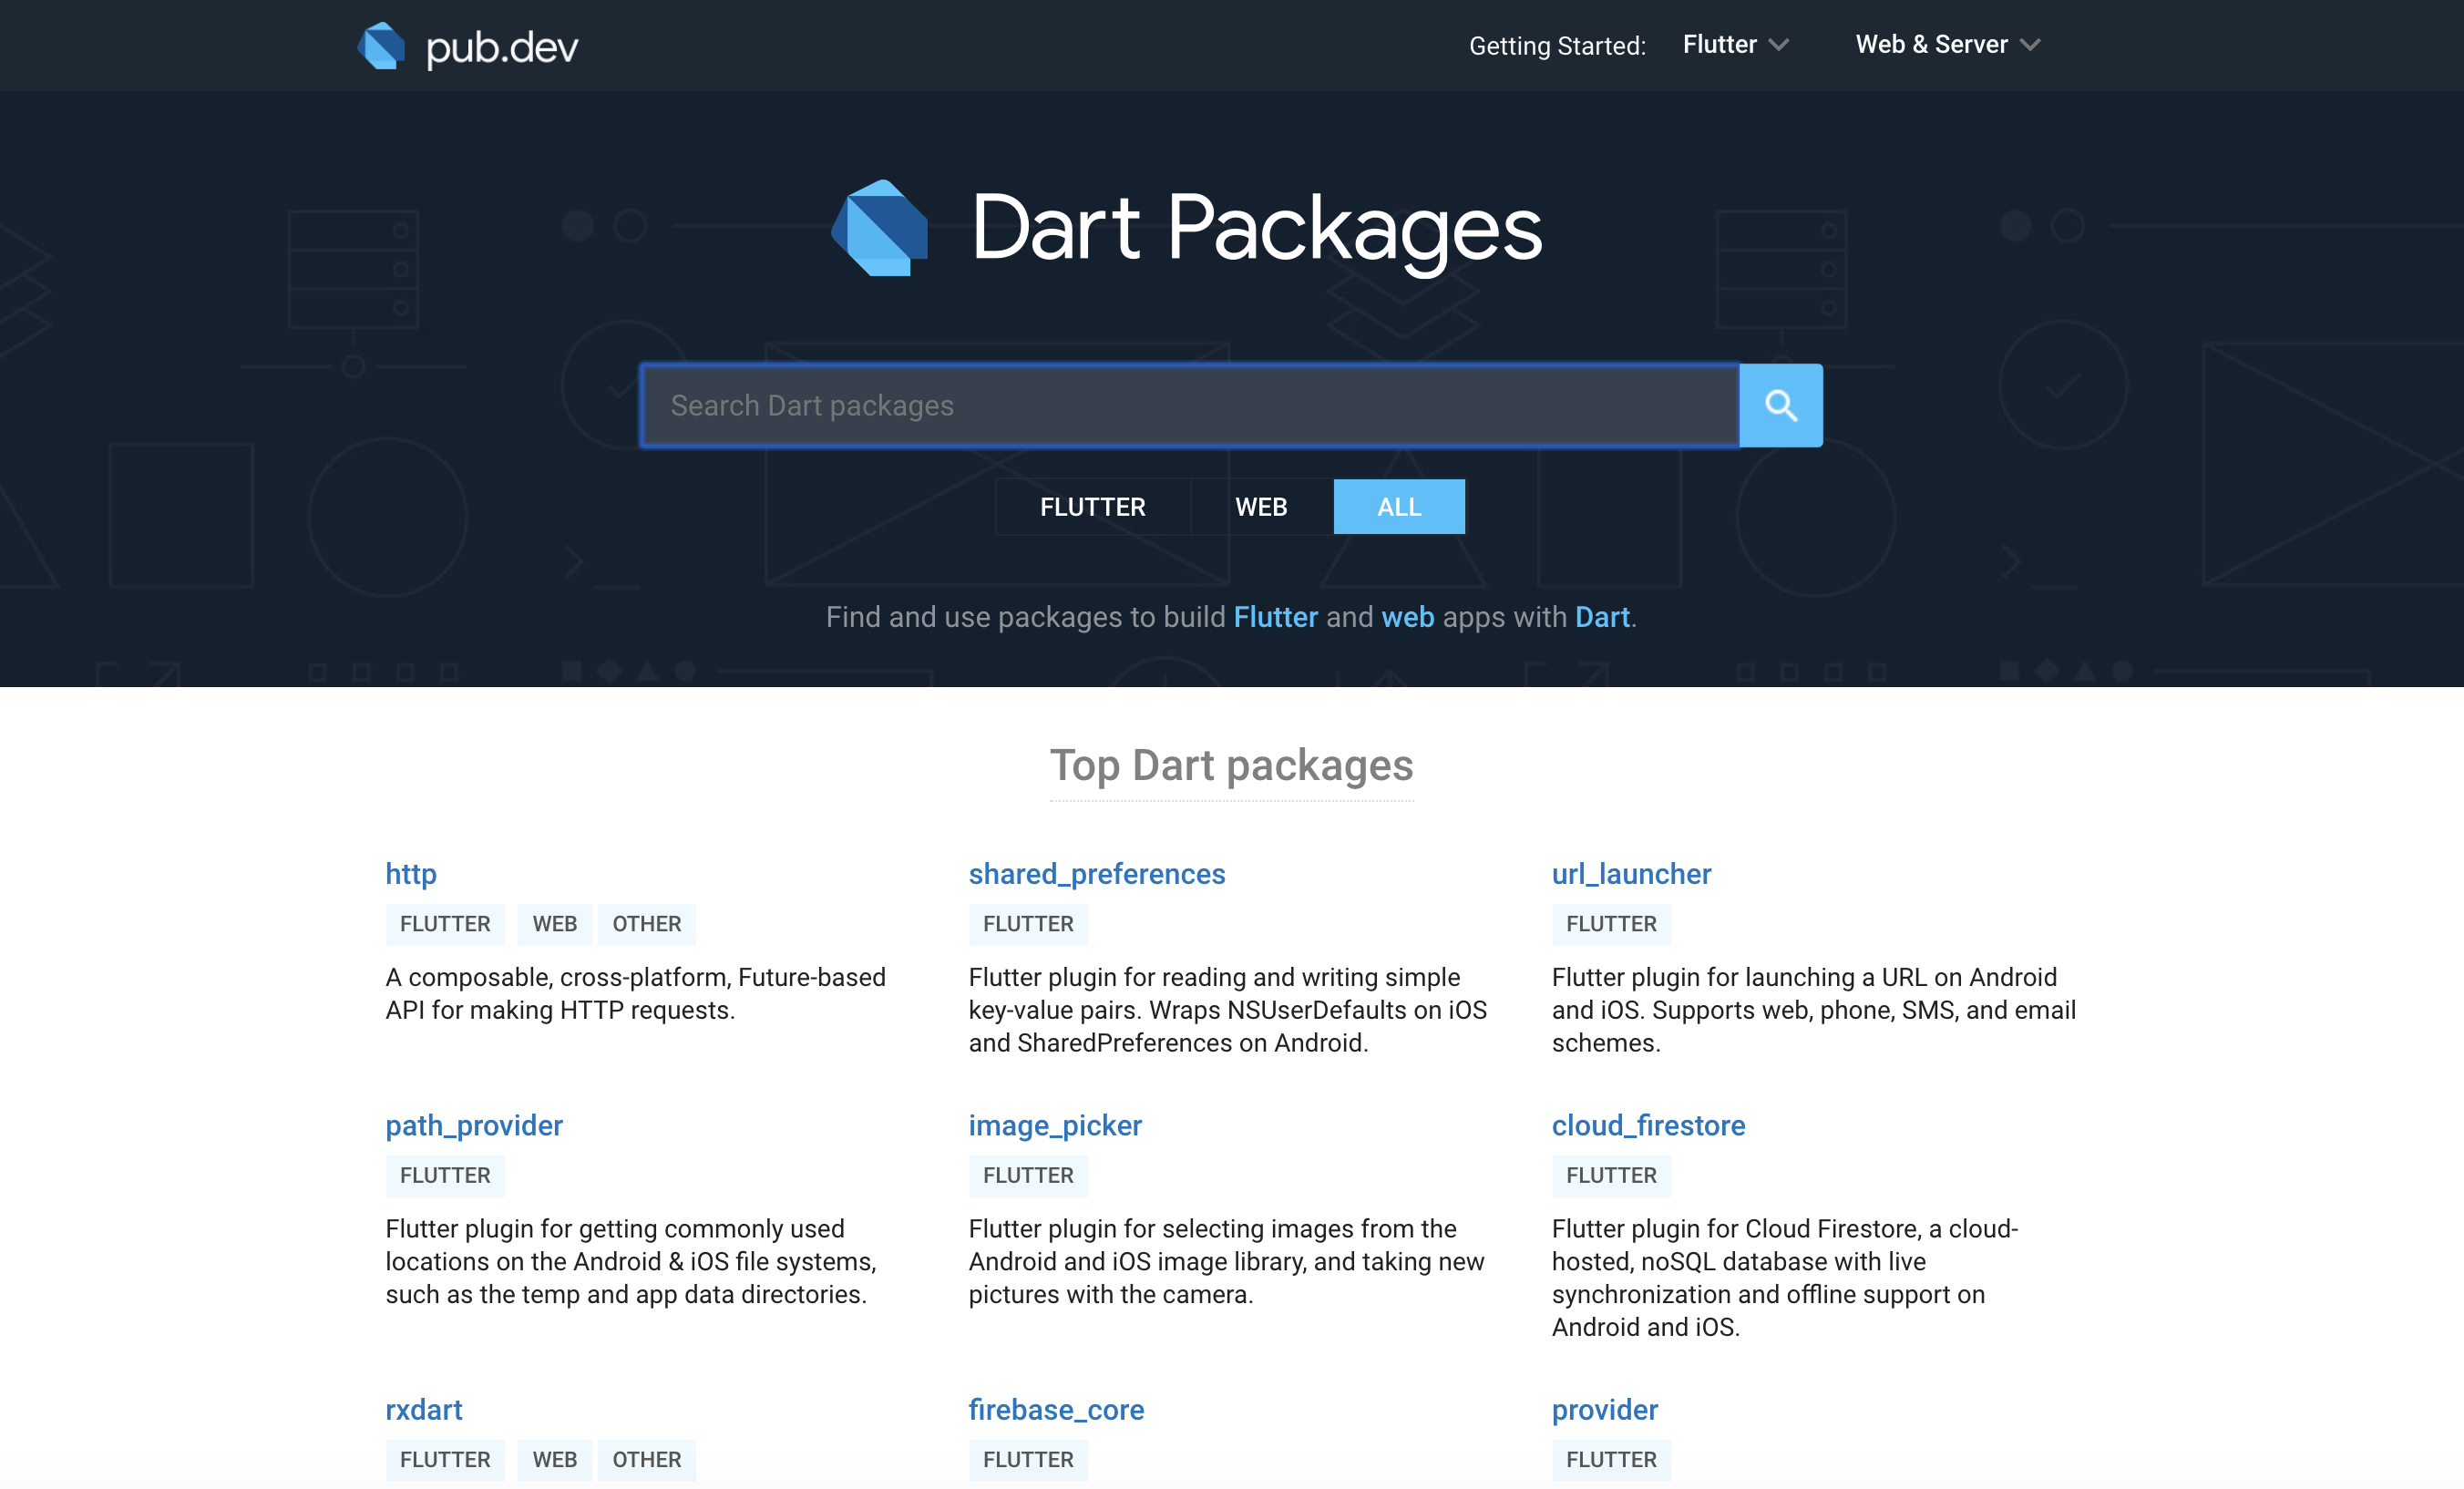 pub.dev
Getting Started: Flutter Web & Server
Dart Packages
Search Dart packages
FLUTTER WEB ALL
Find and use packages to build Flutter and web apps with Dart.
Top Dart packages
http
FLUTTER WEB OTHER
A composable, cross-platform, Future-based
API for making HTTP requests.
shared_preferences
FLUTTER
Flutter plugin for reading and writing simple
key-value pairs. Wraps NSUserDefaults on iOS
and SharedPreferences on Android.
url_launcher
FLUTTER
Flutter plugin for launching a URL on Android
and iOS. Supports web, phone, SMS, and email
schemes.
path_provider
FLUTTER
Flutter plugin for getting commonly used
locations on the Android & iOS file systems,
such as the temp and app data directories.
image_picker
FLUTTER
Flutter plugin for selecting images from the
Android and iOS image library, and taking new
pictures with the camera.
cloud_firestore
FLUTTER
Flutter plugin for Cloud Firestore, a cloud-
hosted, noSQL database with live
synchronization and offline support on
Android and iOS.
rxdart
FLUTTER WEB OTHER
firebase_core
FLUTTER
provider
FLUTTER